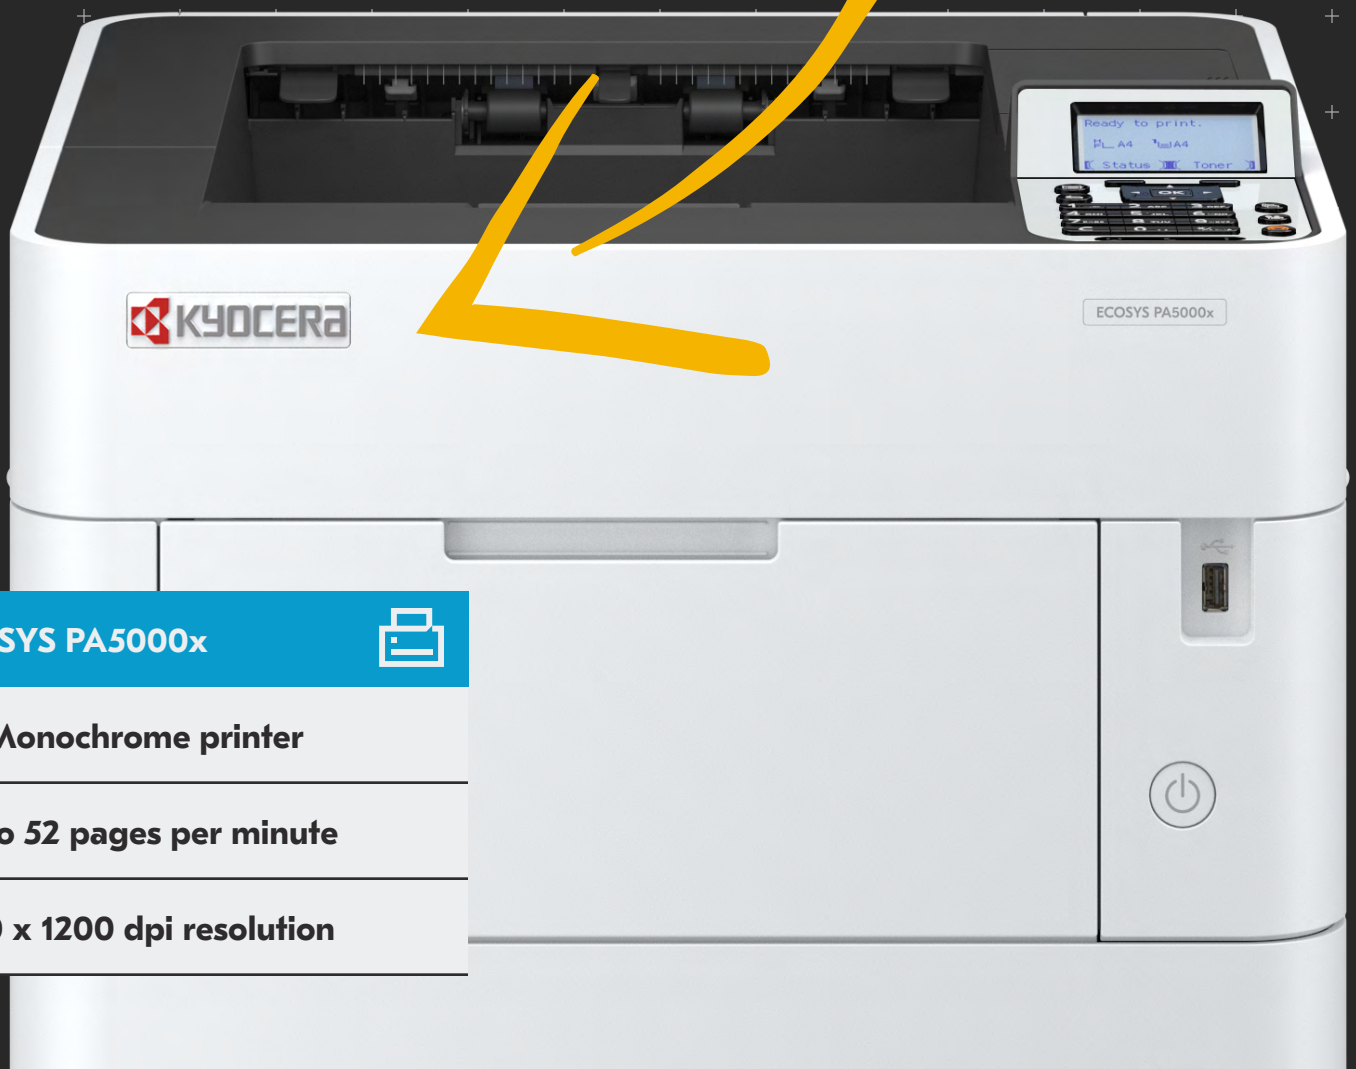 Ready to print.
A4 A4
Status Toner
OK
KYOCERA
ECOSYS PA5000x
SYS PA5000x
Monochrome printer
o 52 pages per minute
x 1200 dpi resolution